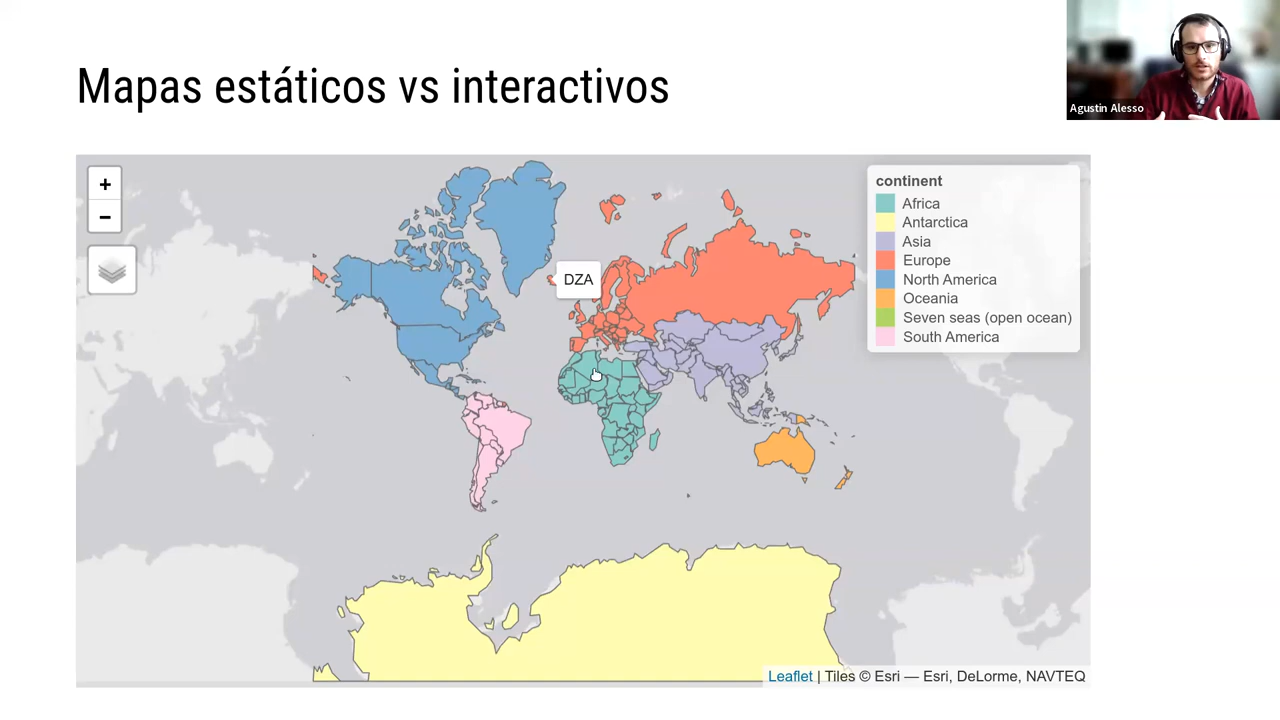 Mapas estáticos vs interactivos
Agustin Alesso
+
−
continent
Africa
Antarctica
Asia
Europe
North America
Oceania
Seven seas (open ocean)
South America
DZA
Leaflet | Tiles © Esri — Esri, DeLorme, NAVTEQ